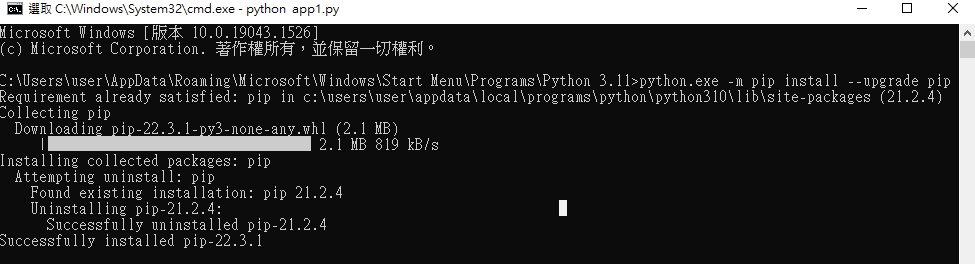 選取 C:\Windows\System32\cmd.exe - python app1.py
Microsoft Windows [版本 10.0.19043.1526]
(c) Microsoft Corporation. 著作權所有，並保留一切權利。
C:\Users\user\AppData\Roaming\Microsoft\Windows\Start Menu\Programs\Python 3.11>python.exe -m pip install --upgrade pip
Requirement already satisfied: pip in c:\users\user\appdata\local\programs\python\python310\lib\site-packages (21.2.4)
Collecting pip
Downloading pip-22.3.1-py3-none-any.whl (2.1 MB)
| 2.1 MB 819 kB/s
Installing collected packages: pip
Attempting uninstall: pip
Found existing installation: pip 21.2.4
Uninstalling pip-21.2.4:
Successfully uninstalled pip-21.2.4
Successfully installed pip-22.3.1